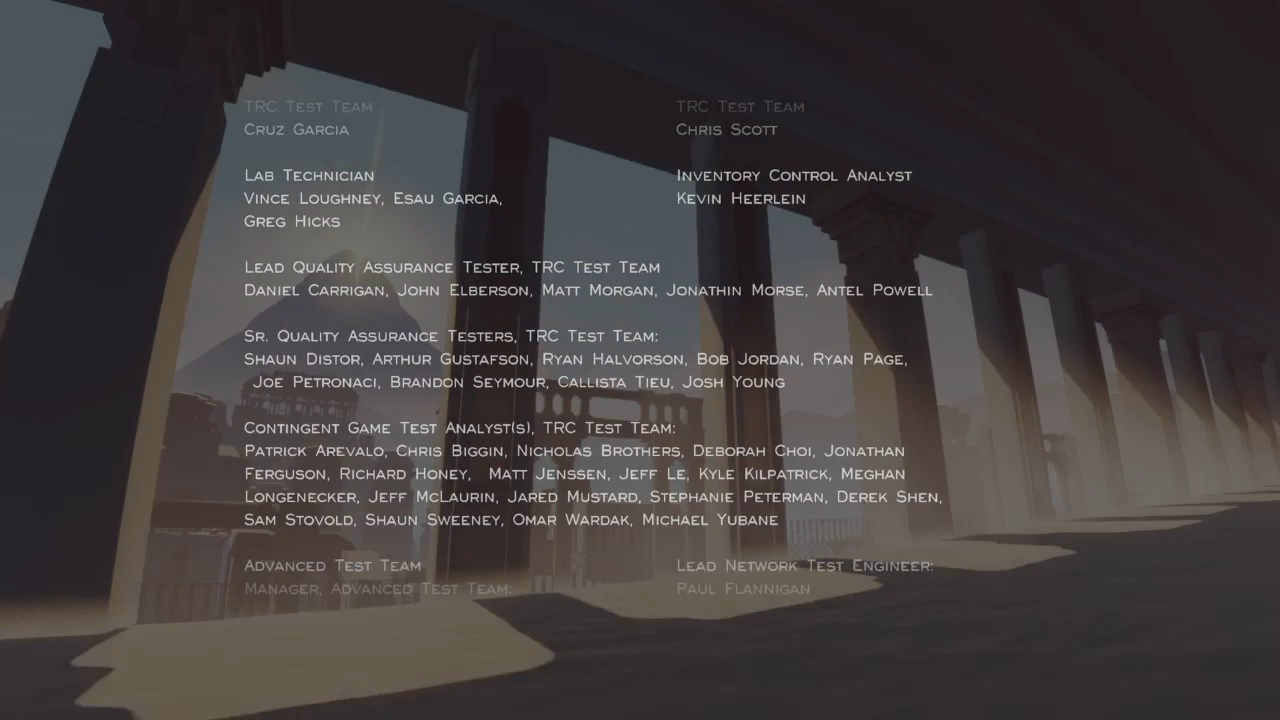 TRC Test Team
Cruz Garcia
TRC Test Team
Chris Scott
Lab Technician
Vince Loughney, Esau Garcia,
Greg Hicks
Inventory Control Analyst
Kevin Heerlein
Lead Quality Assurance Tester, TRC Test Team
Daniel Carrigan, John Elberson, Matt Morgan, Jonathin Morse, Antel Powell
Sr. Quality Assurance Testers, TRC Test Team:
Shaun Distor, Arthur Gustafson, Ryan Halvorson, Bob Jordan, Ryan Page,
Joe Petronaci, Brandon Seymour, Callista Tieu, Josh Young
Contingent Game Test Analyst(s), TRC Test Team:
Patrick Arevalo, Chris Biggin, Nicholas Brothers, Deborah Choi, Jonathan
Ferguson, Richard Honey, Matt Jenssen, Jeff Le, Kyle Kilpatrick, Meghan
Longenecker, Jeff McLaurin, Jared Mustard, Stephanie Peterman, Derek Shen,
Sam Stovold, Shaun Sweeney, Omar Wardak, Michael Yubane
Advanced Test Team
Manager, Advanced Test Team:
Lead Network Test Engineer:
Paul Flannigan